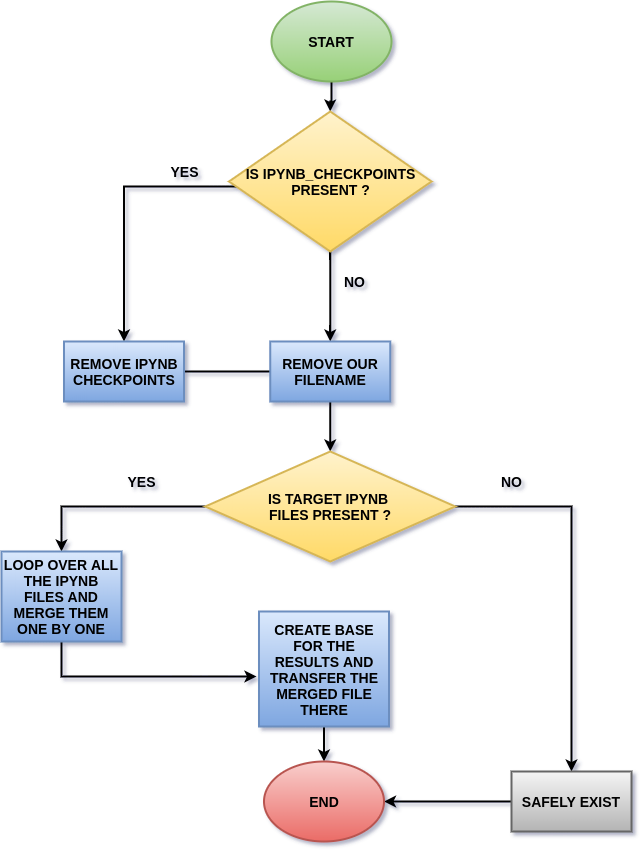 START
IS IPYNB_CHECKPOINTS
PRESENT ?
YES
NO
REMOVE IPYNB
CHECKPOINTS
REMOVE OUR
FILENAME
IS TARGET IPYNB
FILES PRESENT ?
YES
NO
LOOP OVER ALL
THE IPYNB
FILES AND
MERGE THEM
ONE BY ONE
CREATE BASE
FOR THE
RESULTS AND
TRANSFER THE
MERGED FILE
THERE
END
SAFELY EXIST